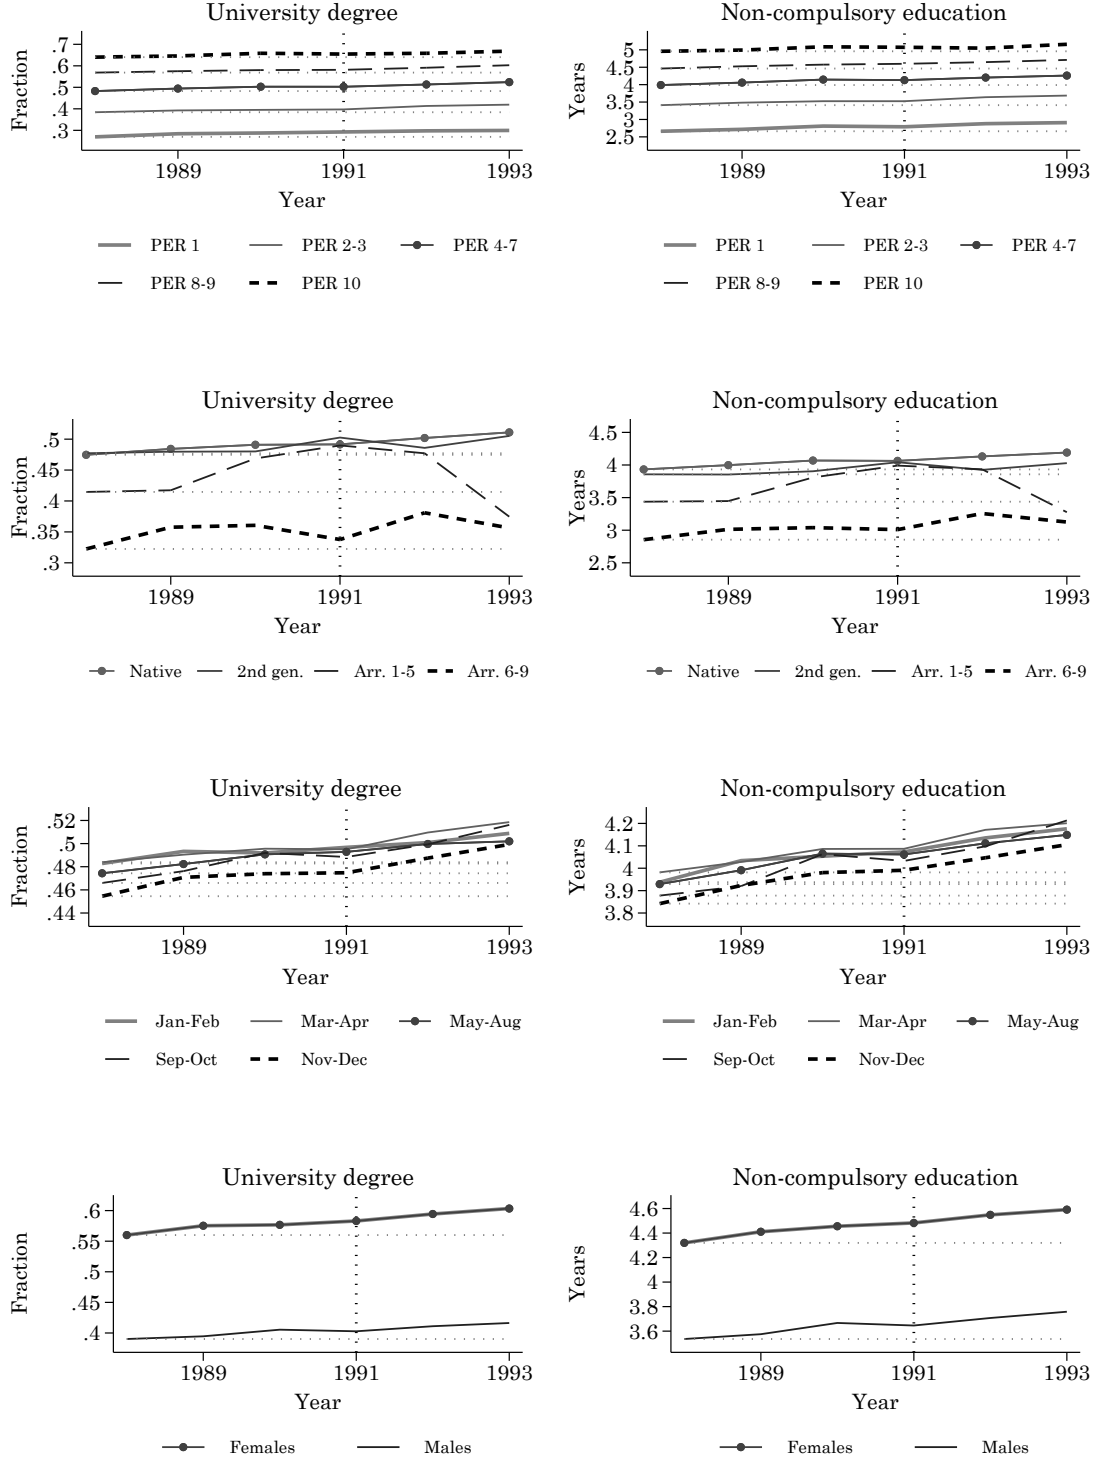 University degree
Fraction
.7
.6
.5
.4
.3
1989 1991 1993
Year
PER 1 PER 2-3 PER 4-7
PER 8-9 PER 10
Non-compulsory education
Years
5
4.5
4
3.5
3
2.5
1989 1991 1993
Year
PER 1 PER 2-3 PER 4-7
PER 8-9 PER 10
University degree
Fraction
.5
.45
.4
.35
.3
1989 1991 1993
Year
Native 2nd gen. Arr. 1-5 Arr. 6-9
Non-compulsory education
Years
4.5
4
3.5
3
2.5
1989 1991 1993
Year
Native 2nd gen. Arr. 1-5 Arr. 6-9
University degree
Fraction
.52
.5
.48
.46
.44
1989 1991 1993
Year
Jan-Feb Mar-Apr May-Aug
Sep-Oct Nov-Dec
Non-compulsory education
Years
4.2
4.1
4
3.9
3.8
1989 1991 1993
Year
Jan-Feb Mar-Apr May-Aug
Sep-Oct Nov-Dec
University degree
Fraction
.6
.55
.5
.45
.4
1989 1991 1993
Year
Females Males
Non-compulsory education
Years
4.6
4.4
4.2
4
3.8
3.6
1989 1991 1993
Year
Females Males